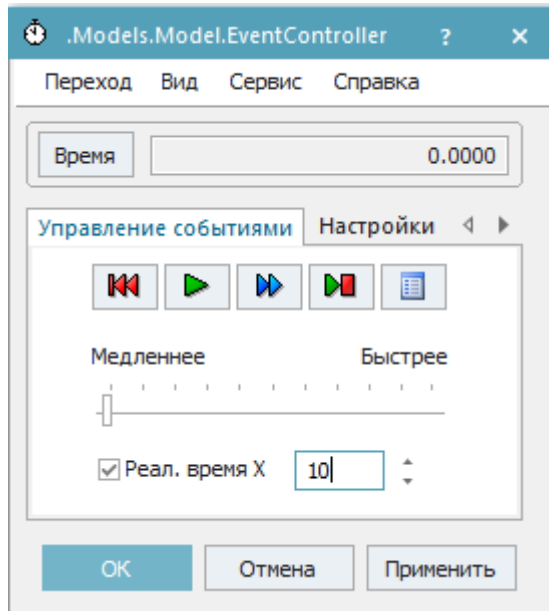 .Models.Model.EventController ? ×
Переход Вид Сервис Справка
Время 0.0000
Управление событиями Настройки
Медленнее Быстрее
Реал. время X 10
OK Отмена Применить